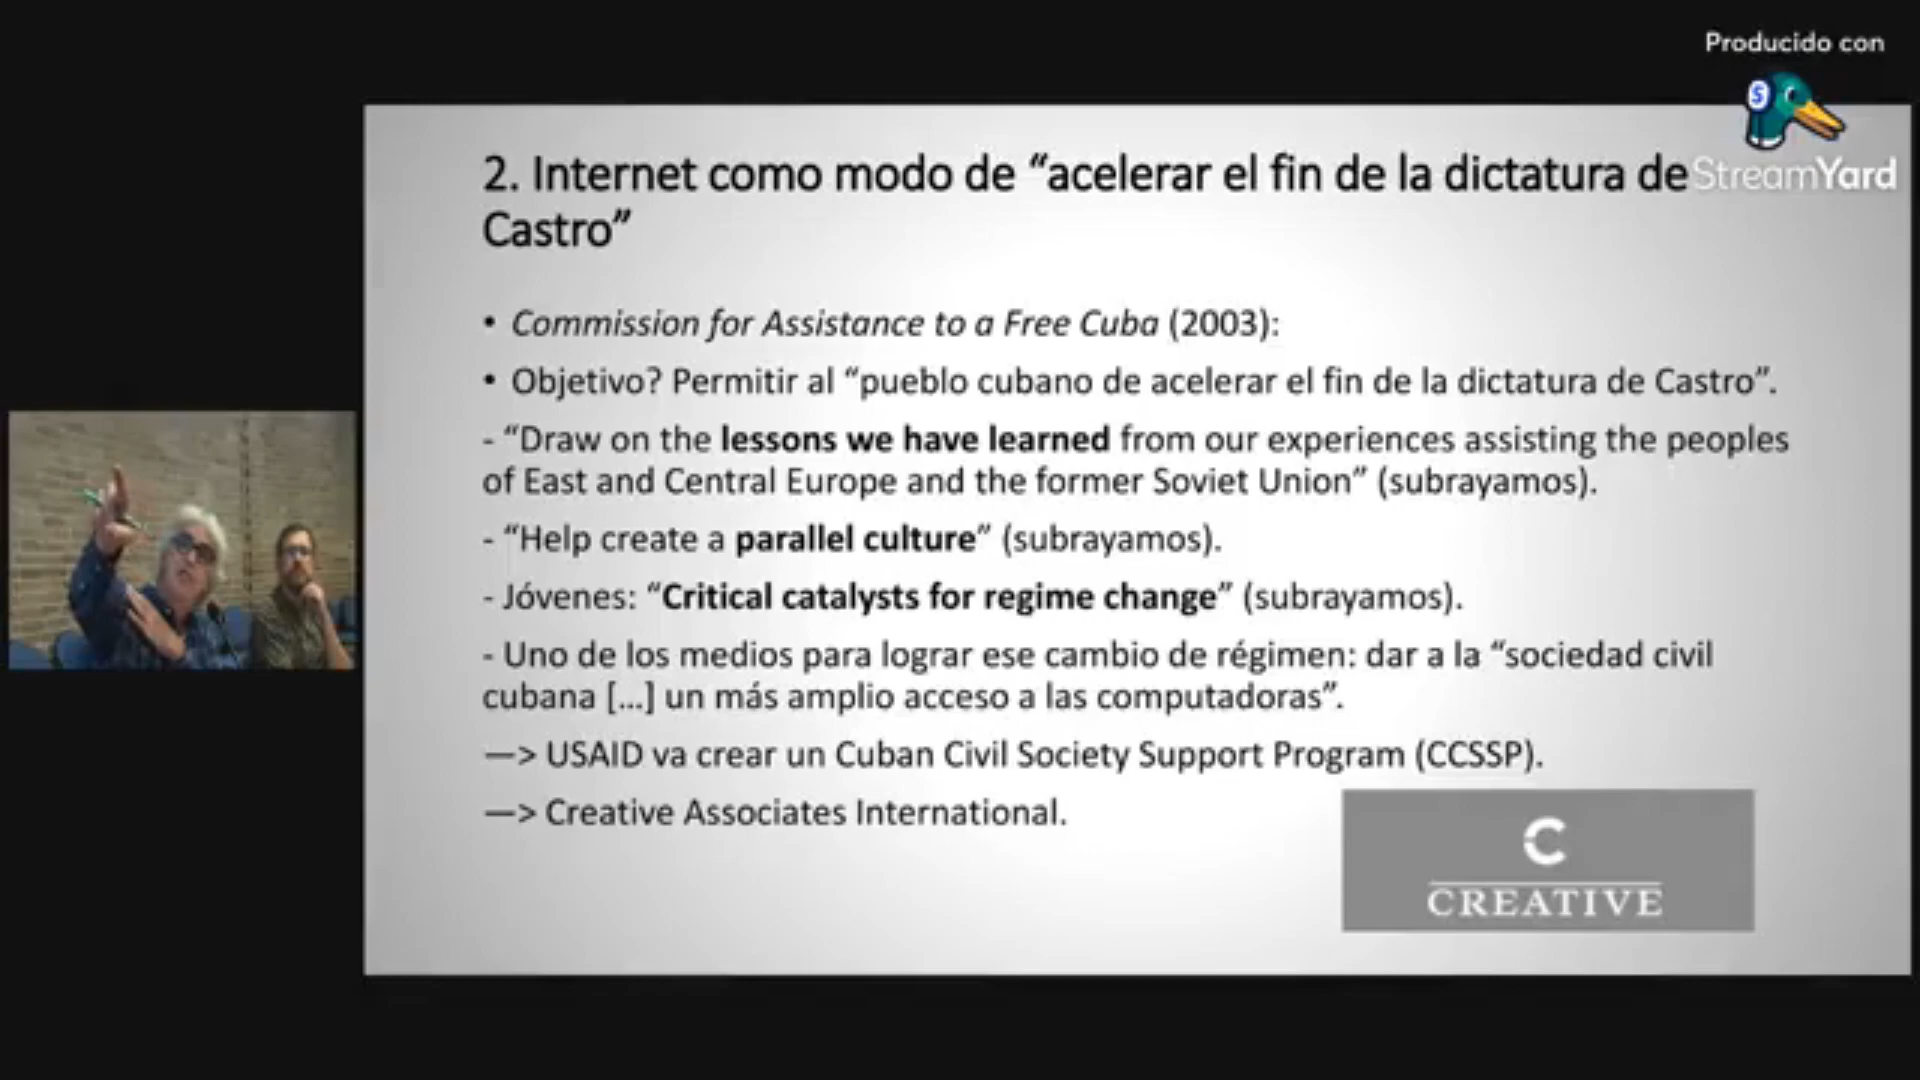 Producido con
StreamYard
2. Internet como modo de “acelerar el fin de la dictatura de
Castro”
• Commission for Assistance to a Free Cuba (2003):
• Objetivo? Permitir al “pueblo cubano de acelerar el fin de la dictatura de Castro”.
- “Draw on the lessons we have learned from our experiences assisting the peoples
of East and Central Europe and the former Soviet Union” (subrayamos).
- “Help create a parallel culture” (subrayamos).
- Jóvenes: “Critical catalysts for regime change” (subrayamos).
- Uno de los medios para lograr ese cambio de régimen: dar a la “sociedad civil
cubana [...] un más amplio acceso a las computadoras”.
—> USAID va crear un Cuban Civil Society Support Program (CCSSP).
—> Creative Associates International.
C
CREATIVE